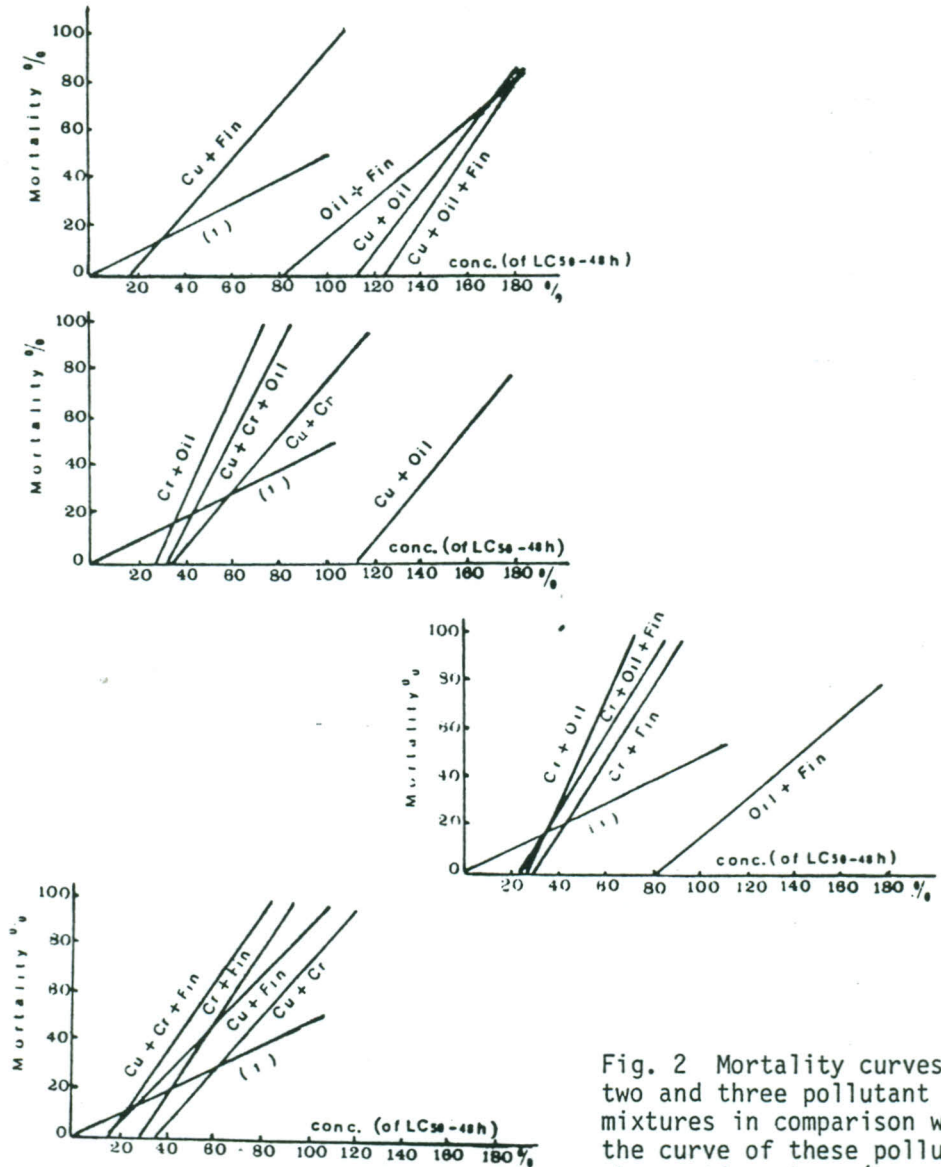 Mortality %
100
80
60
40
20
0
Cu + Fin
(1)
Oil + Fin
Cu + Oil
Cu + Oil + Fin
conc. (of LC50-48h)
20 40 60 80 100 120 140 160 180 %
Mortality %
100
80
60
40
20
0
Cr + Oil
Cu + Cr + Oil
Cu + Cr
(1)
Cu + Oil
conc. (of LC50-48h)
20 40 60 80 100 120 140 160 180 %
Mortality
100
80
60
40
20
0
Cr + Oil
Cr + Oil + Fin
Cr + Fin
(1)
Oil + Fin
conc. (of LC50-48h)
20 40 60 80 100 120 140 160 180 %
Mortality
100
80
60
40
20
0
Cu + Cr + Fin
Cr + Fin
Cu + Fin
Cu + Cr
(1)
conc. (of LC50-48h)
20 40 60 80 100 120 140 160 180 %
Fig. 2 Mortality curves
two and three pollutant
mixtures in comparison w
the curve of these pollu